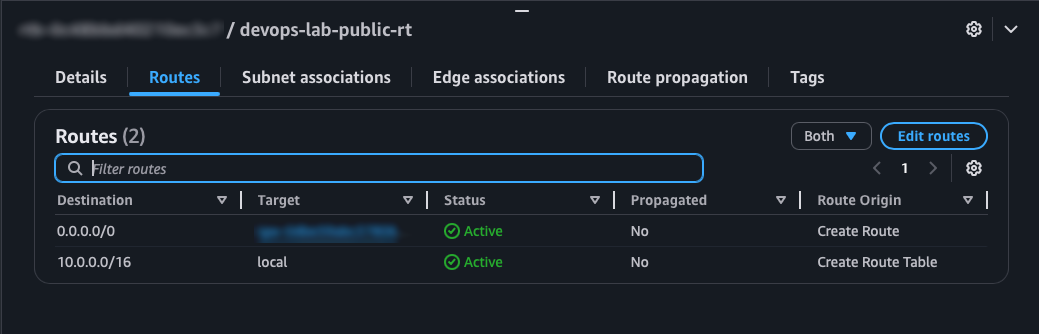 / devops-lab-public-rt
Details Routes Subnet associations Edge associations Route propagation Tags
Routes (2)
Both Edit routes
Filter routes
1
Destination Target Status Propagated Route Origin
0.0.0.0/0 Active No Create Route
10.0.0.0/16 local Active No Create Route Table